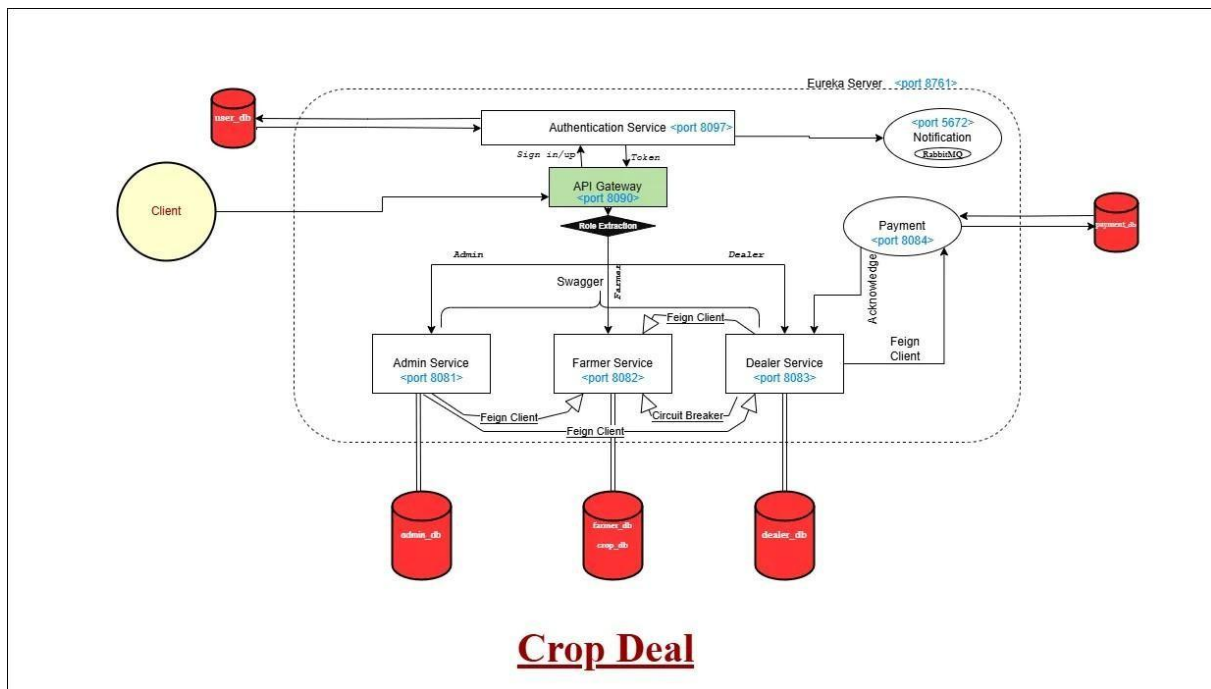 Eureka Server <port 8761>
user_db
Authentication Service <port 8097>
<port 5672>
Notification
RabbitMQ
Sign in/up
Token
API Gateway
<port 8090>
Client
Role Extraction
Payment
<port 8084>
payment_db
Admin
Dealer
Farmer
Acknowledge
Swagger
Feign Client
Feign
Client
Admin Service
<port 8081>
Farmer Service
<port 8082>
Dealer Service
<port 8083>
Feign Client
Circuit Breaker
Feign Client
admin_db
farmer_db
crop_db
dealer_db
Crop Deal